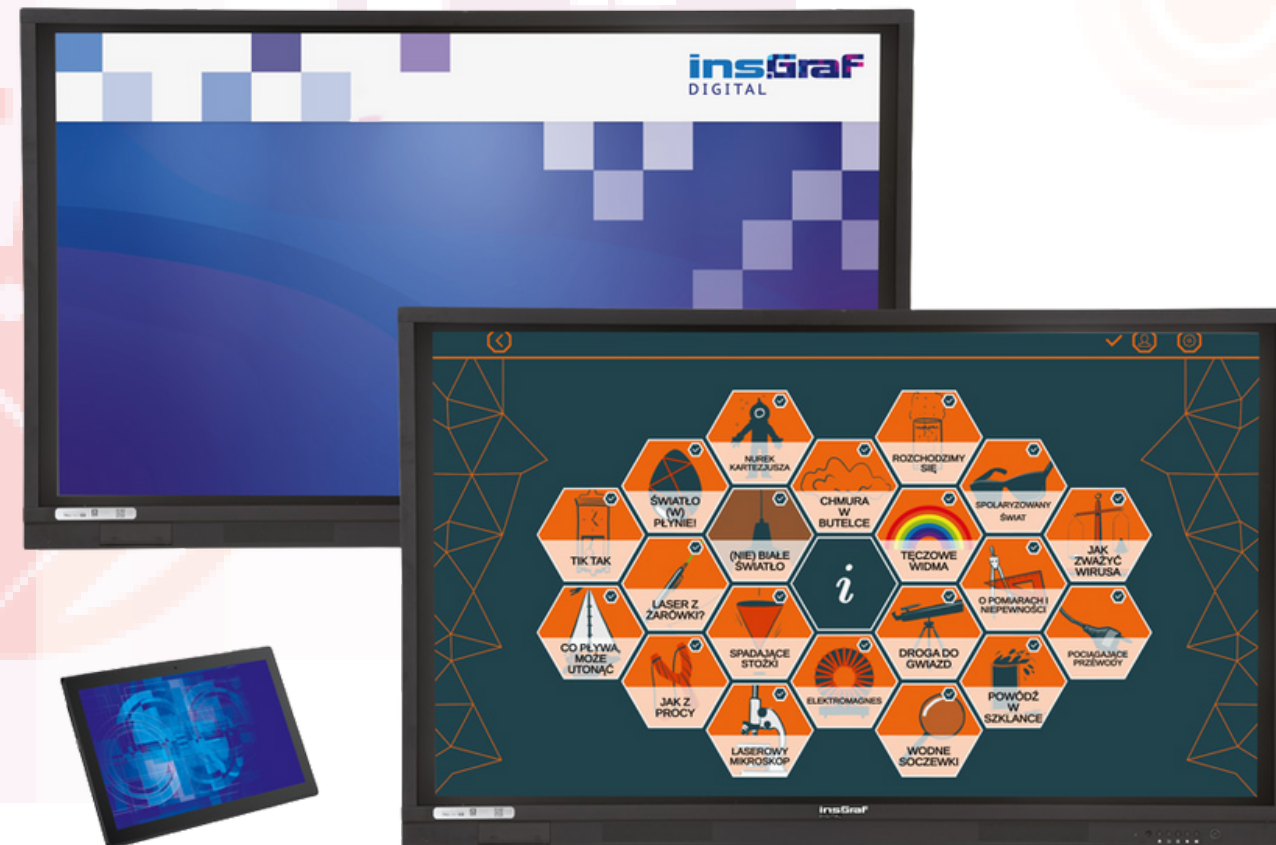 insGraf
DIGITAL
NUREK
KARTEZJUSZA
ROZCHODZIMY
SIĘ
ŚWIATŁO
(W)
PŁYNIE!
CHMURA
W
BUTELCE
SPOLARYZOWANY
ŚWIAT
TIK TAK
(NIE) BIAŁE
ŚWIATŁO
i
TĘCZOWE
WIDMA
JAK
ZWAŻYĆ
WIRUSA
LASER Z
ŻARÓWKI?
O POMIARACH I
NIEPEWNOŚCI
CO PŁYWA,
MOŻE
UTONĄĆ
SPADAJĄCE
STOŻKI
DROGA DO
GWIAZD
POCIĄGAJĄCE
PRZEWODY
JAK Z
PROCY
ELEKTROMAGNES
POWÓDŹ
W
SZKLANCE
LASEROWY
MIKROSKOP
WODNE
SOCZEWKI
insGraf